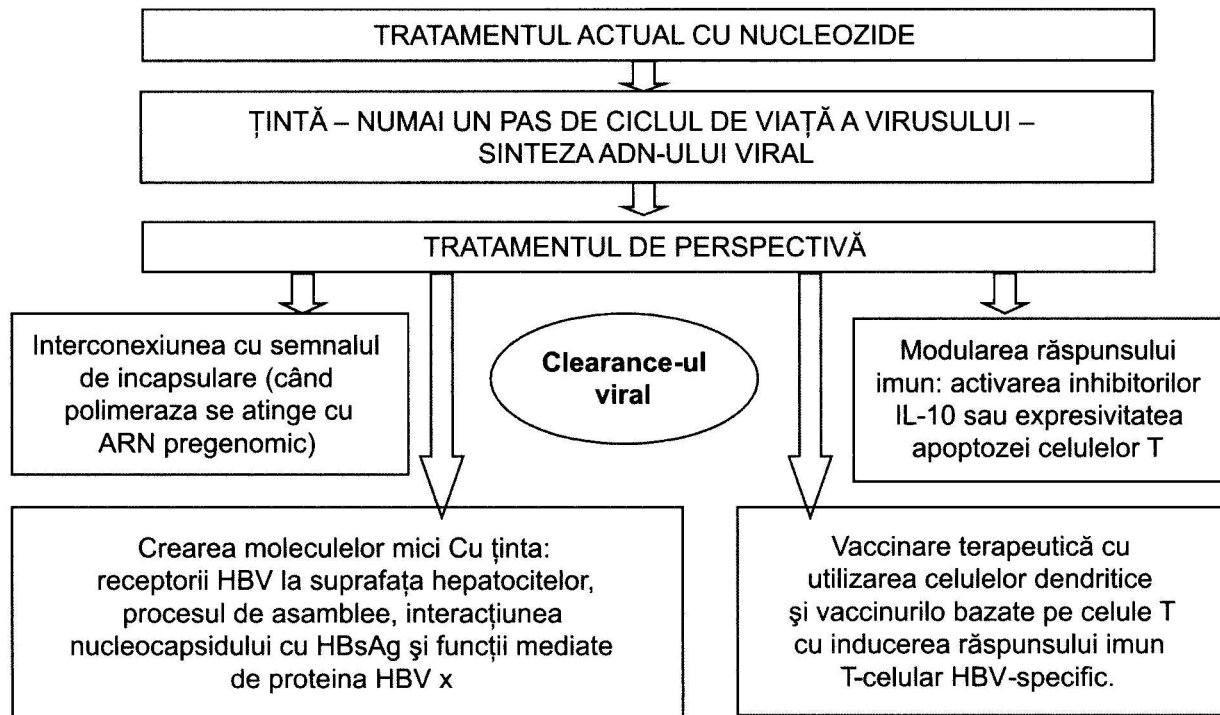 TRATAMENTUL ACTUAL CU NUCLEOZIDE
ȚINTĂ – NUMAI UN PAS DE CICLUL DE VIAȚĂ A VIRUSULUI –
SINTEZA ADN-ULUI VIRAL
TRATAMENTUL DE PERSPECTIVĂ
Interconexiunea cu semnalul
de incapsulare (când
polimeraza se atinge cu
ARN pregenomic)
Clearance-ul
viral
Modularea răspunsului
imun: activarea inhibitorilor
IL-10 sau expresivitatea
apoptozei celulelor T
Crearea moleculelor mici Cu ținta:
receptorii HBV la suprafața hepatocitelor,
procesul de asamblee, interacțiunea
nucleocapsidului cu HBsAg şi funcții mediate
de proteina HBV x
Vaccinare terapeutică cu
utilizarea celulelor dendritice
şi vaccinurilo bazate pe celule T
cu inducerea răspunsului imun
T-celular HBV-specific.